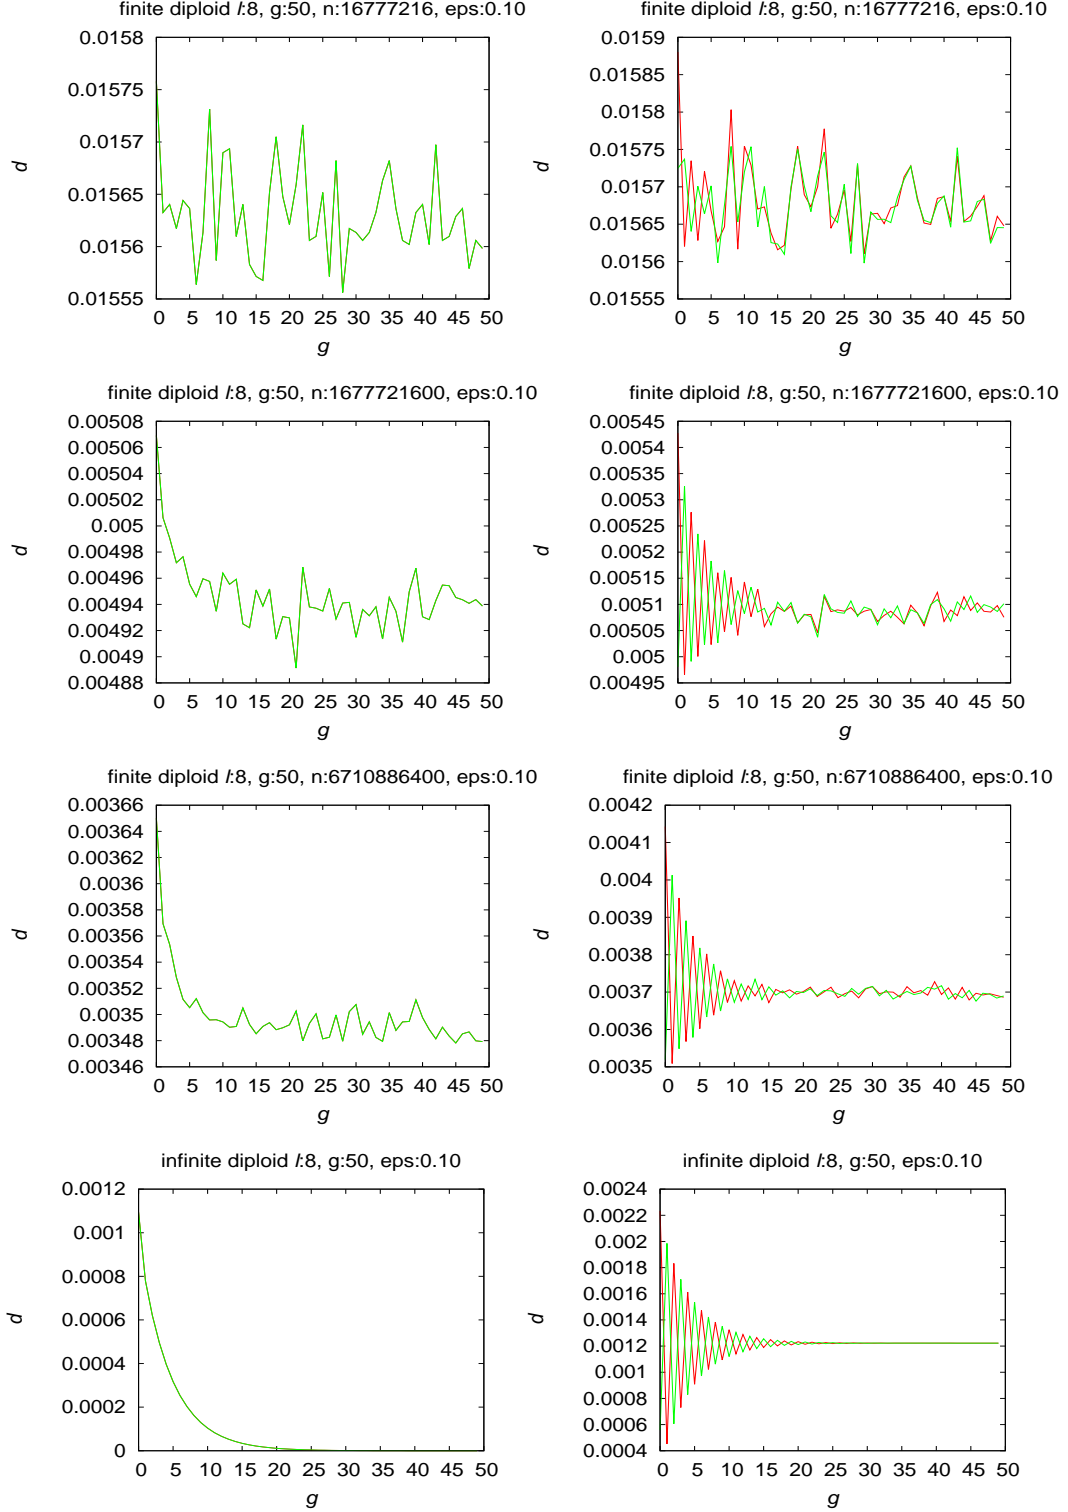 finite diploid l:8, g:50, n:16777216, eps:0.10
0.0158
0.01575
0.0157
0.01565
0.0156
0.01555
d
0 5 10 15 20 25 30 35 40 45 50
g
finite diploid l:8, g:50, n:16777216, eps:0.10
0.0159
0.01585
0.0158
0.01575
0.0157
0.01565
0.0156
0.01555
d
0 5 10 15 20 25 30 35 40 45 50
g
finite diploid l:8, g:50, n:1677721600, eps:0.10
0.00508
0.00506
0.00504
0.00502
0.005
0.00498
0.00496
0.00494
0.00492
0.0049
0.00488
d
0 5 10 15 20 25 30 35 40 45 50
g
finite diploid l:8, g:50, n:1677721600, eps:0.10
0.00545
0.0054
0.00535
0.0053
0.00525
0.0052
0.00515
0.0051
0.00505
0.005
0.00495
d
0 5 10 15 20 25 30 35 40 45 50
g
finite diploid l:8, g:50, n:6710886400, eps:0.10
0.00366
0.00364
0.00362
0.0036
0.00358
0.00356
0.00354
0.00352
0.0035
0.00348
0.00346
d
0 5 10 15 20 25 30 35 40 45 50
g
finite diploid l:8, g:50, n:6710886400, eps:0.10
0.0042
0.0041
0.004
0.0039
0.0038
0.0037
0.0036
0.0035
d
0 5 10 15 20 25 30 35 40 45 50
g
infinite diploid l:8, g:50, eps:0.10
0.0012
0.001
0.0008
0.0006
0.0004
0.0002
0
d
0 5 10 15 20 25 30 35 40 45 50
g
infinite diploid l:8, g:50, eps:0.10
0.0024
0.0022
0.002
0.0018
0.0016
0.0014
0.0012
0.001
0.0008
0.0006
0.0004
d
0 5 10 15 20 25 30 35 40 45 50
g